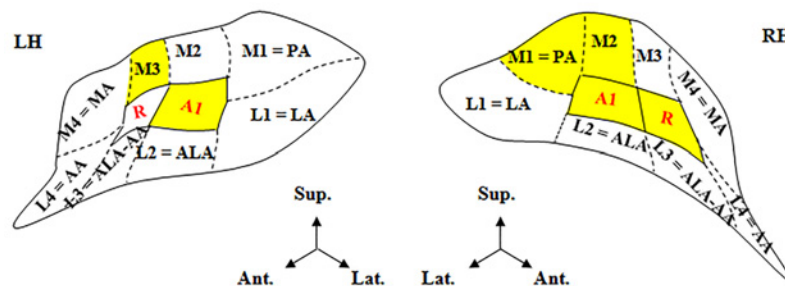 LH
M3
M2
M1 = PA
M4 = MA
R
A1
L1 = LA
L2 = ALA
L3 = ALA-AA
L4 = AA
Sup.
Ant.
Lat.
RH
M1 = PA
M2
M3
M4 = MA
L1 = LA
A1
R
L2 = ALA
L3 = ALA-AA
L4 = AA
Sup.
Lat.
Ant.